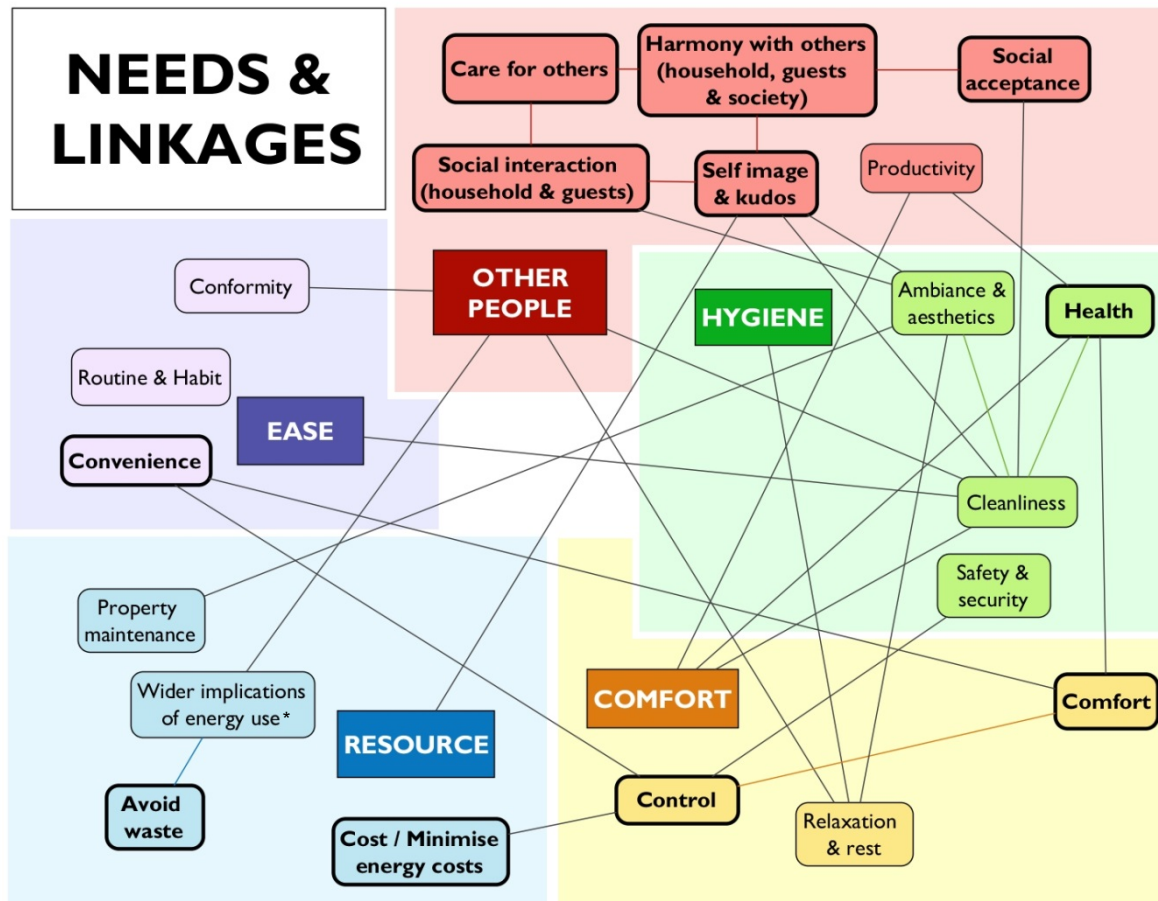 NEEDS &
LINKAGES
Care for others
Harmony with others
(household, guests
& society)
Social
acceptance
Social interaction
(household & guests)
Self image
& kudos
Productivity
Conformity
OTHER
PEOPLE
HYGIENE
Ambiance &
aesthetics
Health
Routine & Habit
EASE
Convenience
Cleanliness
Safety &
security
Property
maintenance
Wider implications
of energy use*
RESOURCE
COMFORT
Comfort
Avoid
waste
Control
Cost / Minimise
energy costs
Relaxation
& rest